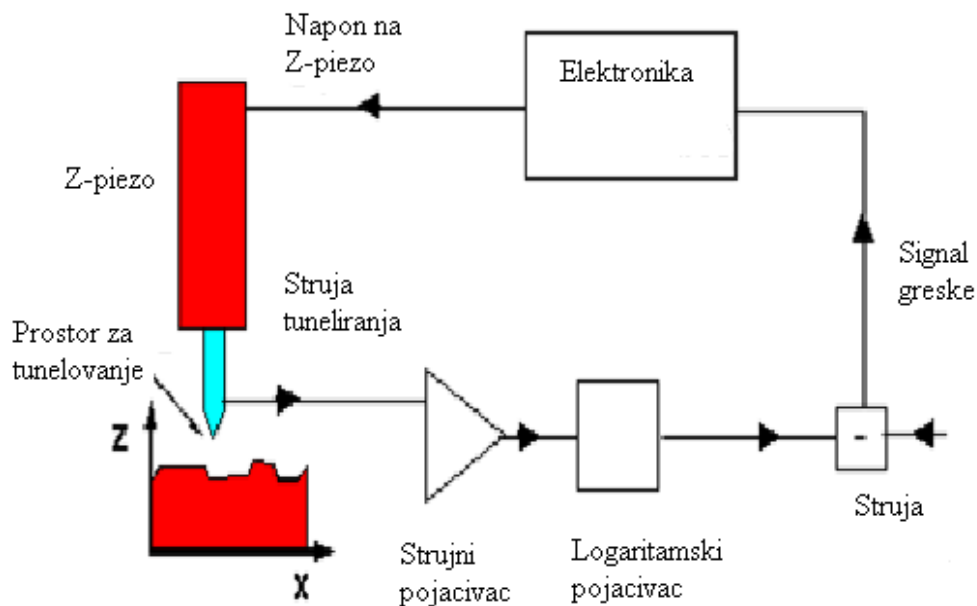 Napon na
Z-piezo
Elektronika
Z-piezo
Signal
greske
Struja
tuneliranja
Prostor za
tunelovanje
Z
-
Struja
X
Strujni
pojacivac
Logaritamski
pojacivac